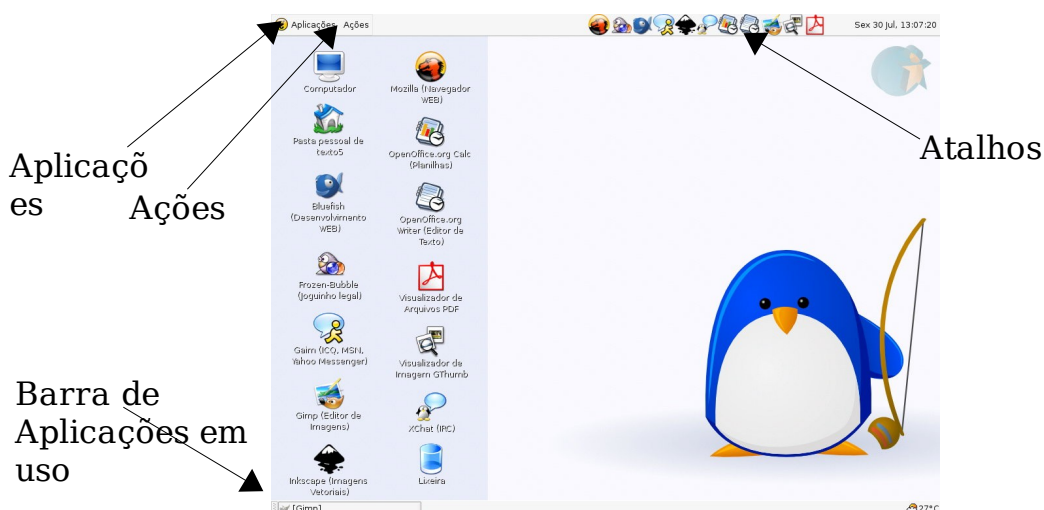 Aplicações Ações
Sex 30 Jul, 13:07:20
Computador
Mozilla (Navegador
WEB)
Pasta pessoal de
texto5
OpenOffice.org Calc
(Planilhas)
Bluefish
(Desenvolvimento
WEB)
OpenOffice.org
Writer (Editor de
Texto)
Frozen-Bubble
(Joguinho legal)
Visualizador de
Arquivos PDF
Gaim (ICQ, MSN,
Yahoo Messenger)
Visualizador de
Imagem GThumb
Gimp (Editor de
Imagens)
XChat (IRC)
Inkscape (Imagens
Vetoriais)
Lixeira
[Gimp]
27°C
Aplicaçõ
es
Ações
Atalhos
Barra de
Aplicações em
uso